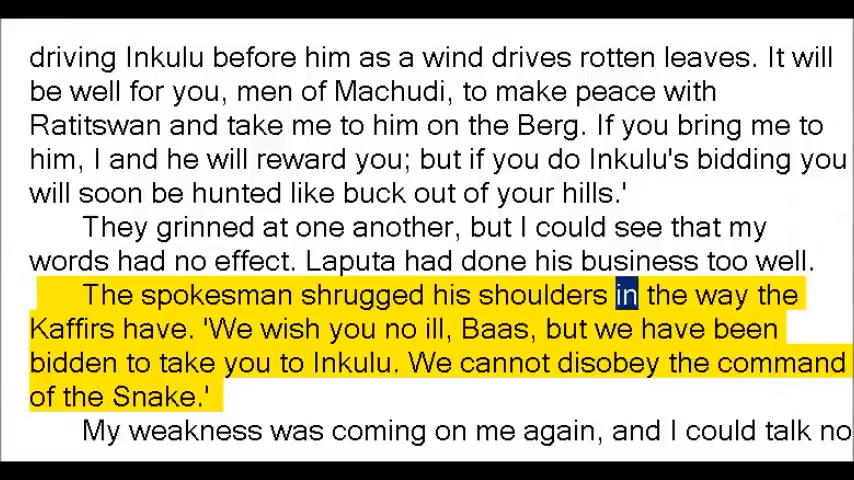 driving Inkulu before him as a wind drives rotten leaves. It will
be well for you, men of Machudi, to make peace with
Ratitswan and take me to him on the Berg. If you bring me to
him, I and he will reward you; but if you do Inkulu's bidding you
will soon be hunted like buck out of your hills.'
They grinned at one another, but I could see that my
words had no effect. Laputa had done his business too well.
The spokesman shrugged his shoulders in the way the
Kaffirs have. 'We wish you no ill, Baas, but we have been
bidden to take you to Inkulu. We cannot disobey the command
of the Snake.'
My weakness was coming on me again, and I could talk no